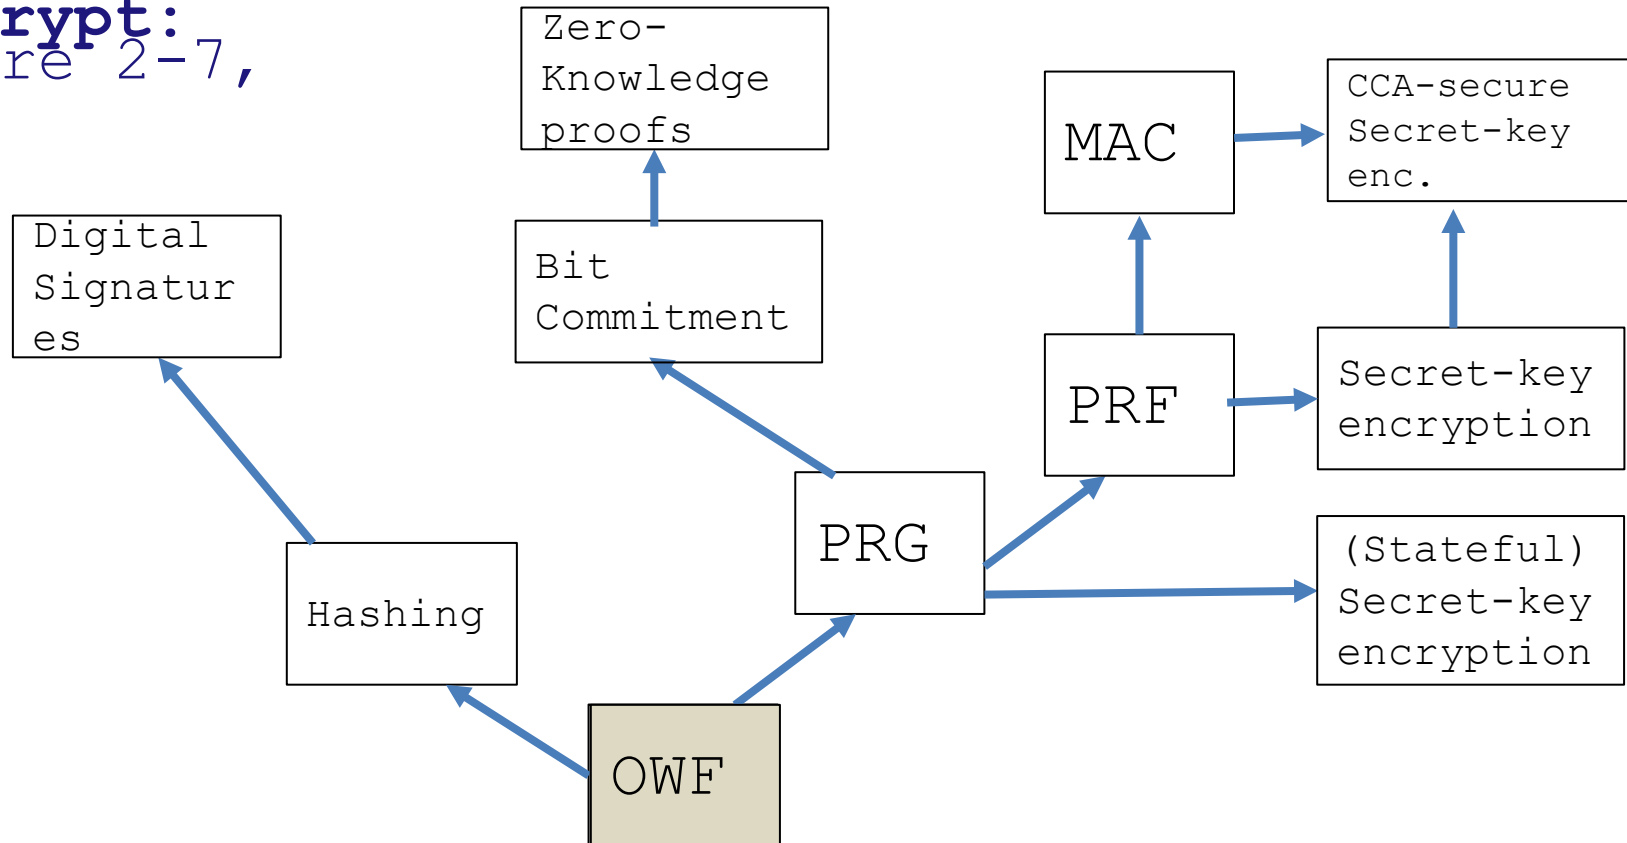 rypt:
re 2-7,
Zero-
Knowledge
proofs
MAC
CCA-secure
Secret-key
enc.
Digital
Signatur
es
Bit
Commitment
PRF
Secret-key
encryption
PRG
(Stateful)
Secret-key
encryption
Hashing
OWF